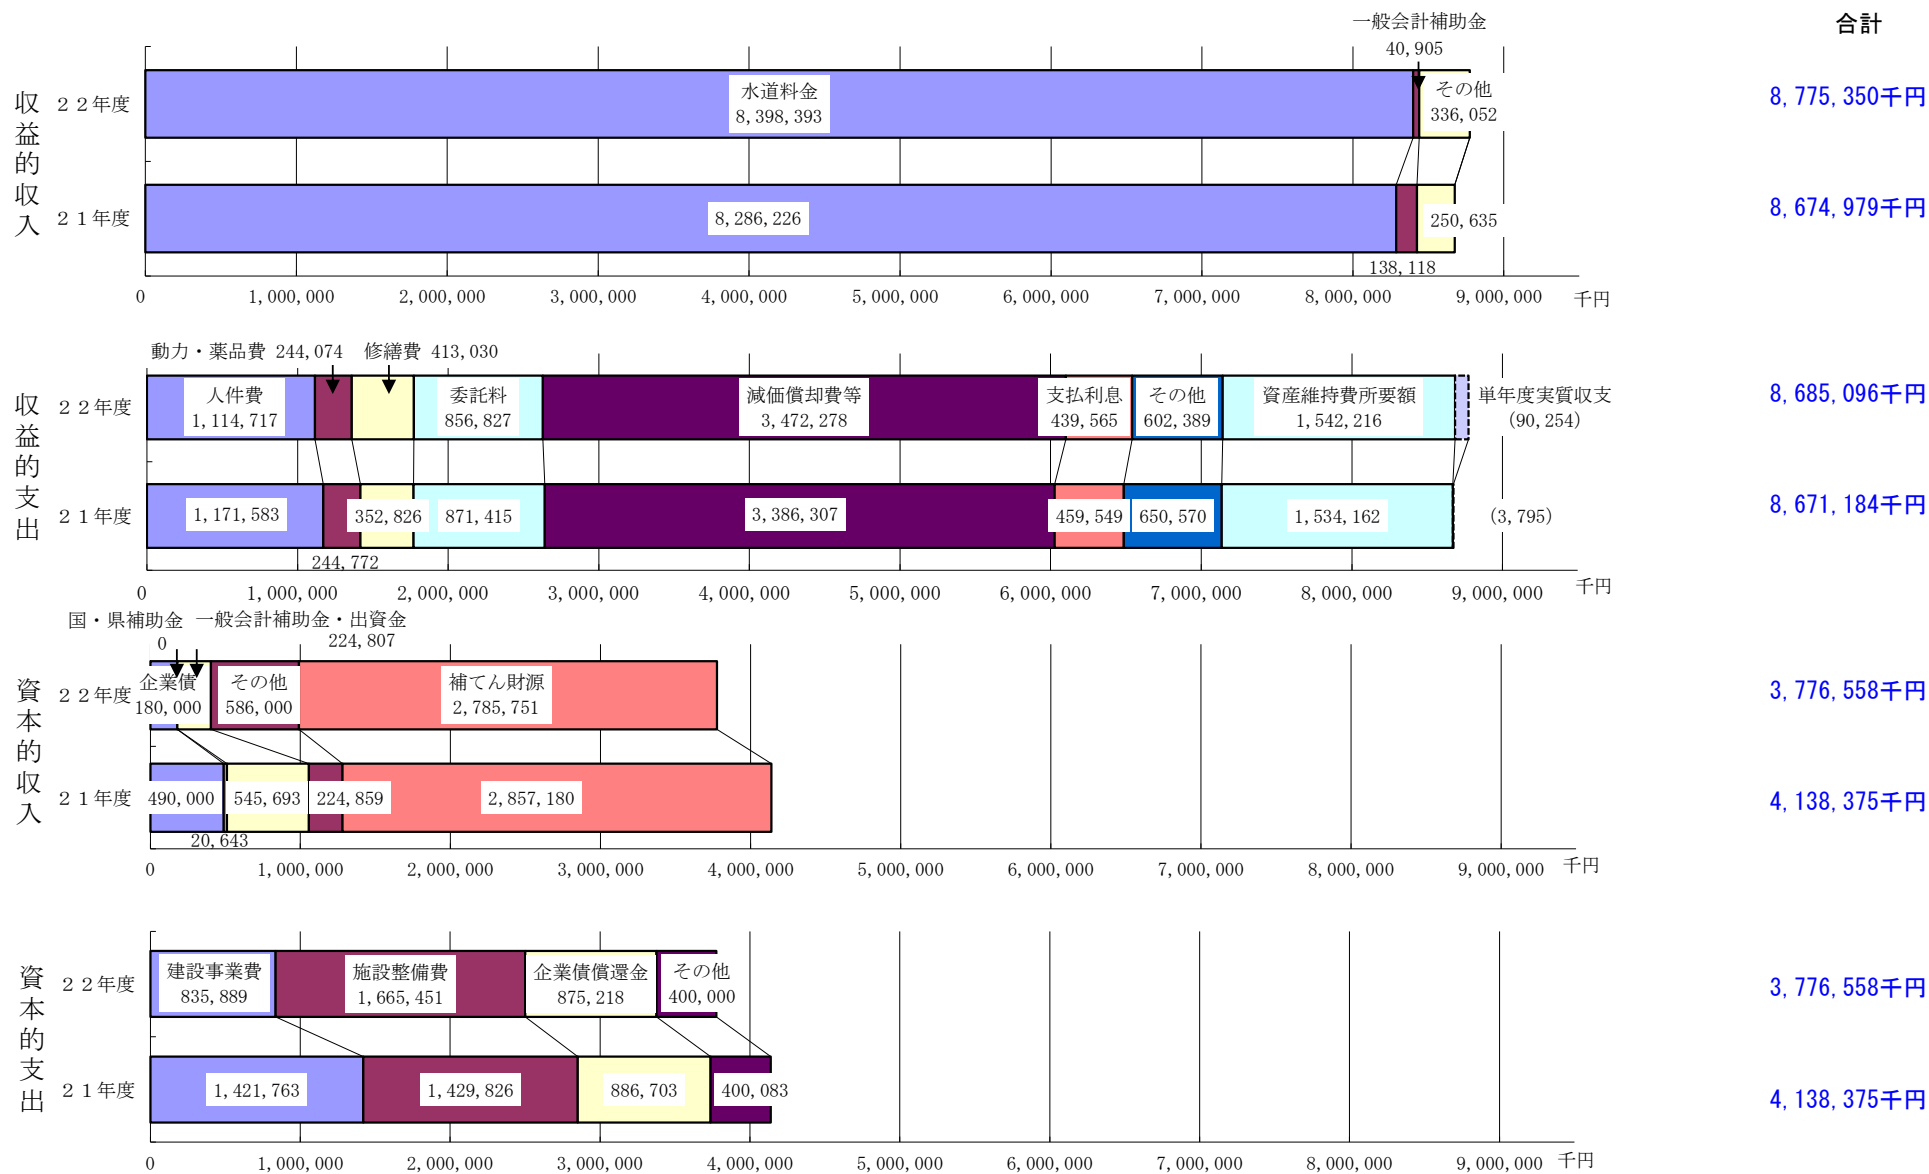 一般会計補助金
合計
40,905
収益的収入
２２年度
水道料金
8,398,393
その他
336,052
8,775,350千円
２１年度
8,286,226
250,635
8,674,979千円
138,118
0 1,000,000 2,000,000 3,000,000 4,000,000 5,000,000 6,000,000 7,000,000 8,000,000 9,000,000 千円
動力・薬品費 244,074 修繕費 413,030
収益的支出
２２年度
人件費
1,114,717
委託料
856,827
減価償却費等
3,472,278
支払利息
439,565
その他
602,389
資産維持費所要額
1,542,216
単年度実質収支
(90,254)
8,685,096千円
２１年度
1,171,583
352,826
871,415
3,386,307
459,549
650,570
1,534,162
(3,795)
8,671,184千円
244,772
0 1,000,000 2,000,000 3,000,000 4,000,000 5,000,000 6,000,000 7,000,000 8,000,000 9,000,000 千円
国・県補助金 一般会計補助金・出資金
0
224,807
資本的収入
２２年度
企業債
180,000
その他
586,000
補てん財源
2,785,751
3,776,558千円
２１年度
490,000
545,693
224,859
2,857,180
4,138,375千円
20,643
0 1,000,000 2,000,000 3,000,000 4,000,000 5,000,000 6,000,000 7,000,000 8,000,000 9,000,000 千円
資本的支出
２２年度
建設事業費
835,889
施設整備費
1,665,451
企業債償還金
875,218
その他
400,000
3,776,558千円
２１年度
1,421,763
1,429,826
886,703
400,083
4,138,375千円
0 1,000,000 2,000,000 3,000,000 4,000,000 5,000,000 6,000,000 7,000,000 8,000,000 9,000,000 千円